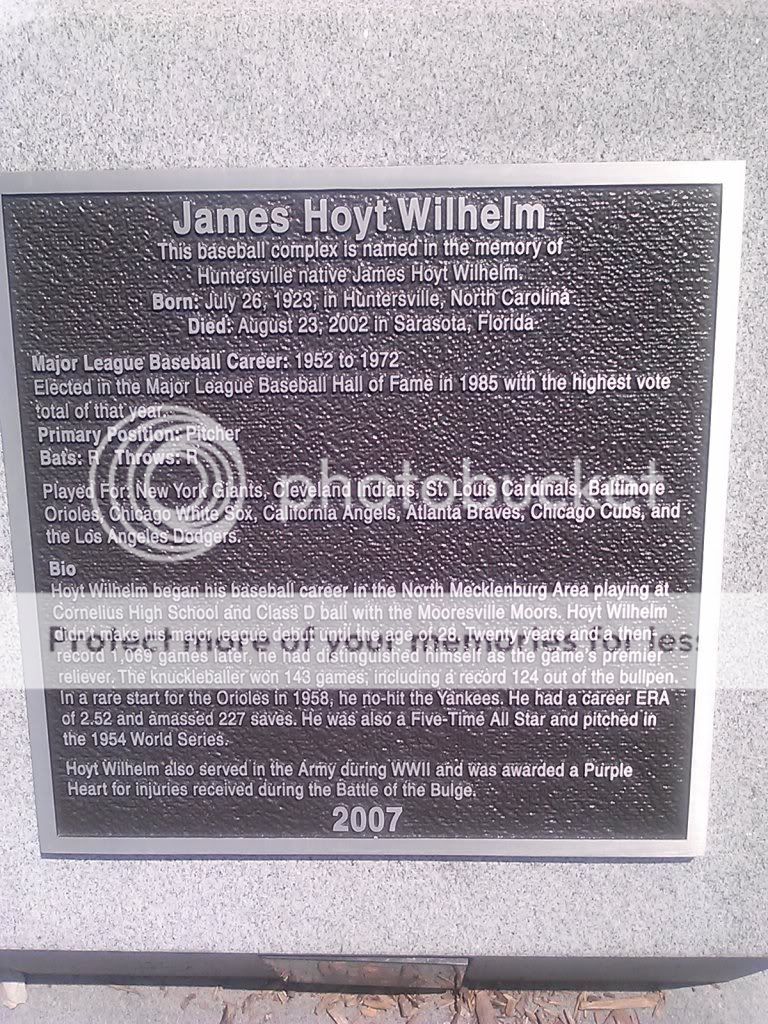 James Hoyt Wilhelm
This baseball complex is named in the memory of
Huntersville native James Hoyt Wilhelm.
Born: July 26, 1923, in Huntersville, North Carolina
Died: August 23, 2002 in Sarasota, Florida
Major League Baseball Career: 1952 to 1972
Elected in the Major League Baseball Hall of Fame in 1985 with the highest vote
total of that year.
Primary Position: Pitcher
Bats: R Throws: R
photobucket
Played For: New York Giants, Cleveland Indians, St. Louis Cardinals, Baltimore
Orioles, Chicago White Sox, California Angels, Atlanta Braves, Chicago Cubs, and
the Los Angeles Dodgers.
Bio
Hoyt Wilhelm began his baseball career in the North Mecklenburg Area playing at
Cornelius High School and Class D ball with the Mooresville Moors. Hoyt Wilhelm
didn't make his major league debut until the age of 28. Twenty years and a then-
Protect more of your memories for less
record 1,069 games later, he had distinguished himself as the game's premier
reliever. The knuckleballer won 143 games, including a record 124 out of the bullpen.
In a rare start for the Orioles in 1958, he no-hit the Yankees. He had a career ERA
of 2.52 and amassed 227 saves. He was also a Five-Time All Star and pitched in
the 1954 World Series.
Hoyt Wilhelm also served in the Army during WWII and was awarded a Purple
Heart for injuries received during the Battle of the Bulge.
2007